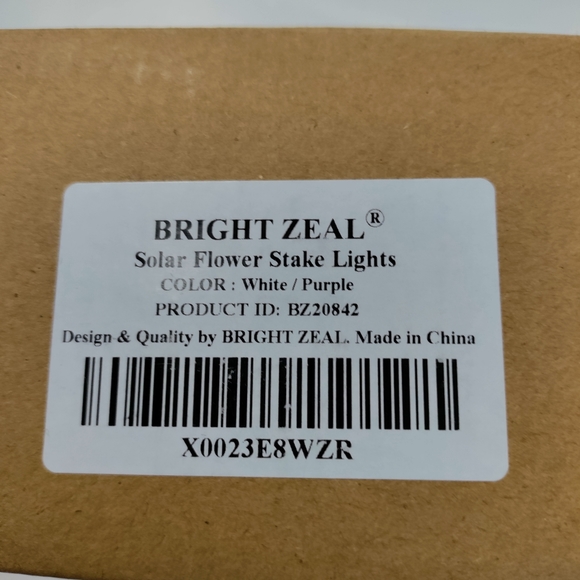 BRIGHT ZEAL®
Solar Flower Stake Lights
COLOR : White / Purple
PRODUCT ID: BZ20842
Design & Quality by BRIGHT ZEAL. Made in China
X0023E8WZR